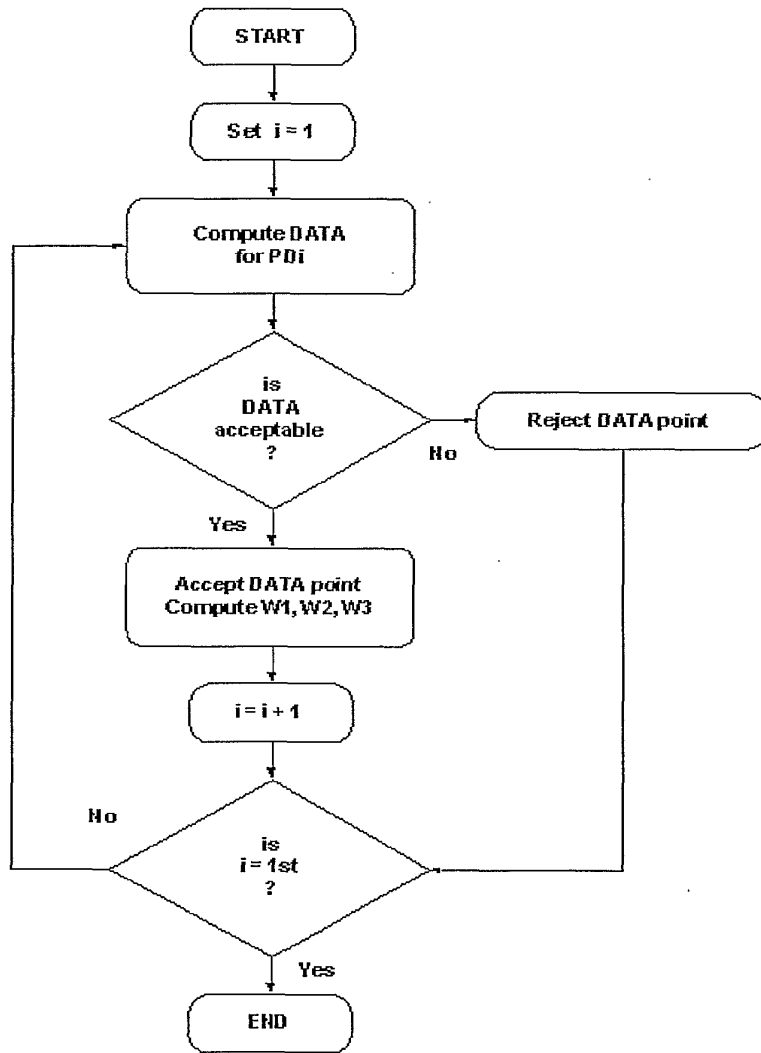 START
Set i = 1
Compute DATA
for PDi
is
DATA
acceptable
?
No
Reject DATA point
Yes
Accept DATA point
Compute W1, W2, W3
i = i + 1
No
is
i = 1st
?
Yes
END